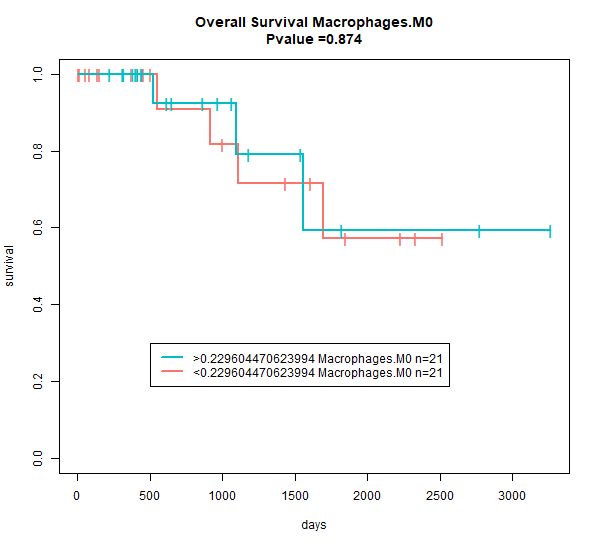 Overall Survival Macrophages.M0
Pvalue =0.874
survival
1.0
0.8
0.6
0.4
0.2
0.0
>0.229604470623994 Macrophages.M0 n=21
<0.229604470623994 Macrophages.M0 n=21
0 500 1000 1500 2000 2500 3000
days